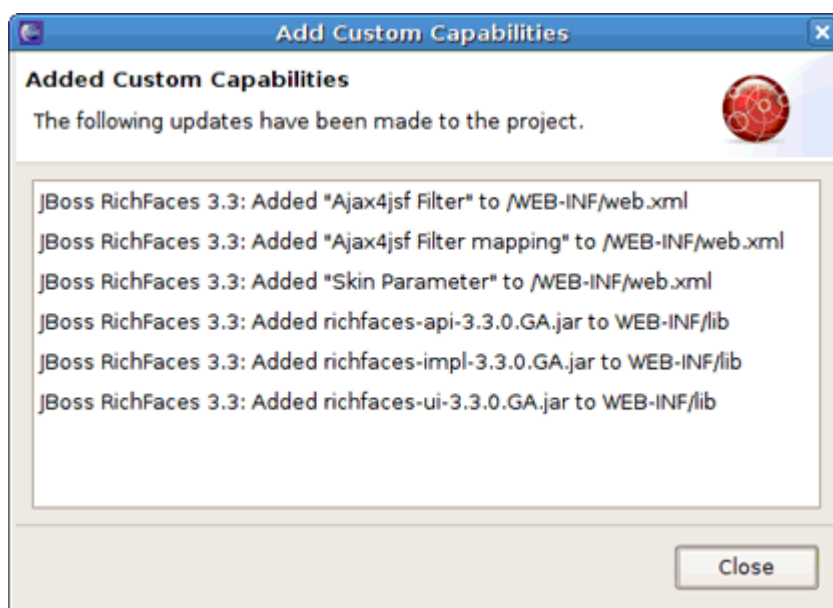 Add Custom Capabilities
Added Custom Capabilities
The following updates have been made to the project.
JBoss RichFaces 3.3: Added "Ajax4jsf Filter" to /WEB-INF/web.xml
JBoss RichFaces 3.3: Added "Ajax4jsf Filter mapping" to /WEB-INF/web.xml
JBoss RichFaces 3.3: Added "Skin Parameter" to /WEB-INF/web.xml
JBoss RichFaces 3.3: Added richfaces-api-3.3.0.GA.jar to WEB-INF/lib
JBoss RichFaces 3.3: Added richfaces-impl-3.3.0.GA.jar to WEB-INF/lib
JBoss RichFaces 3.3: Added richfaces-ui-3.3.0.GA.jar to WEB-INF/lib
Close